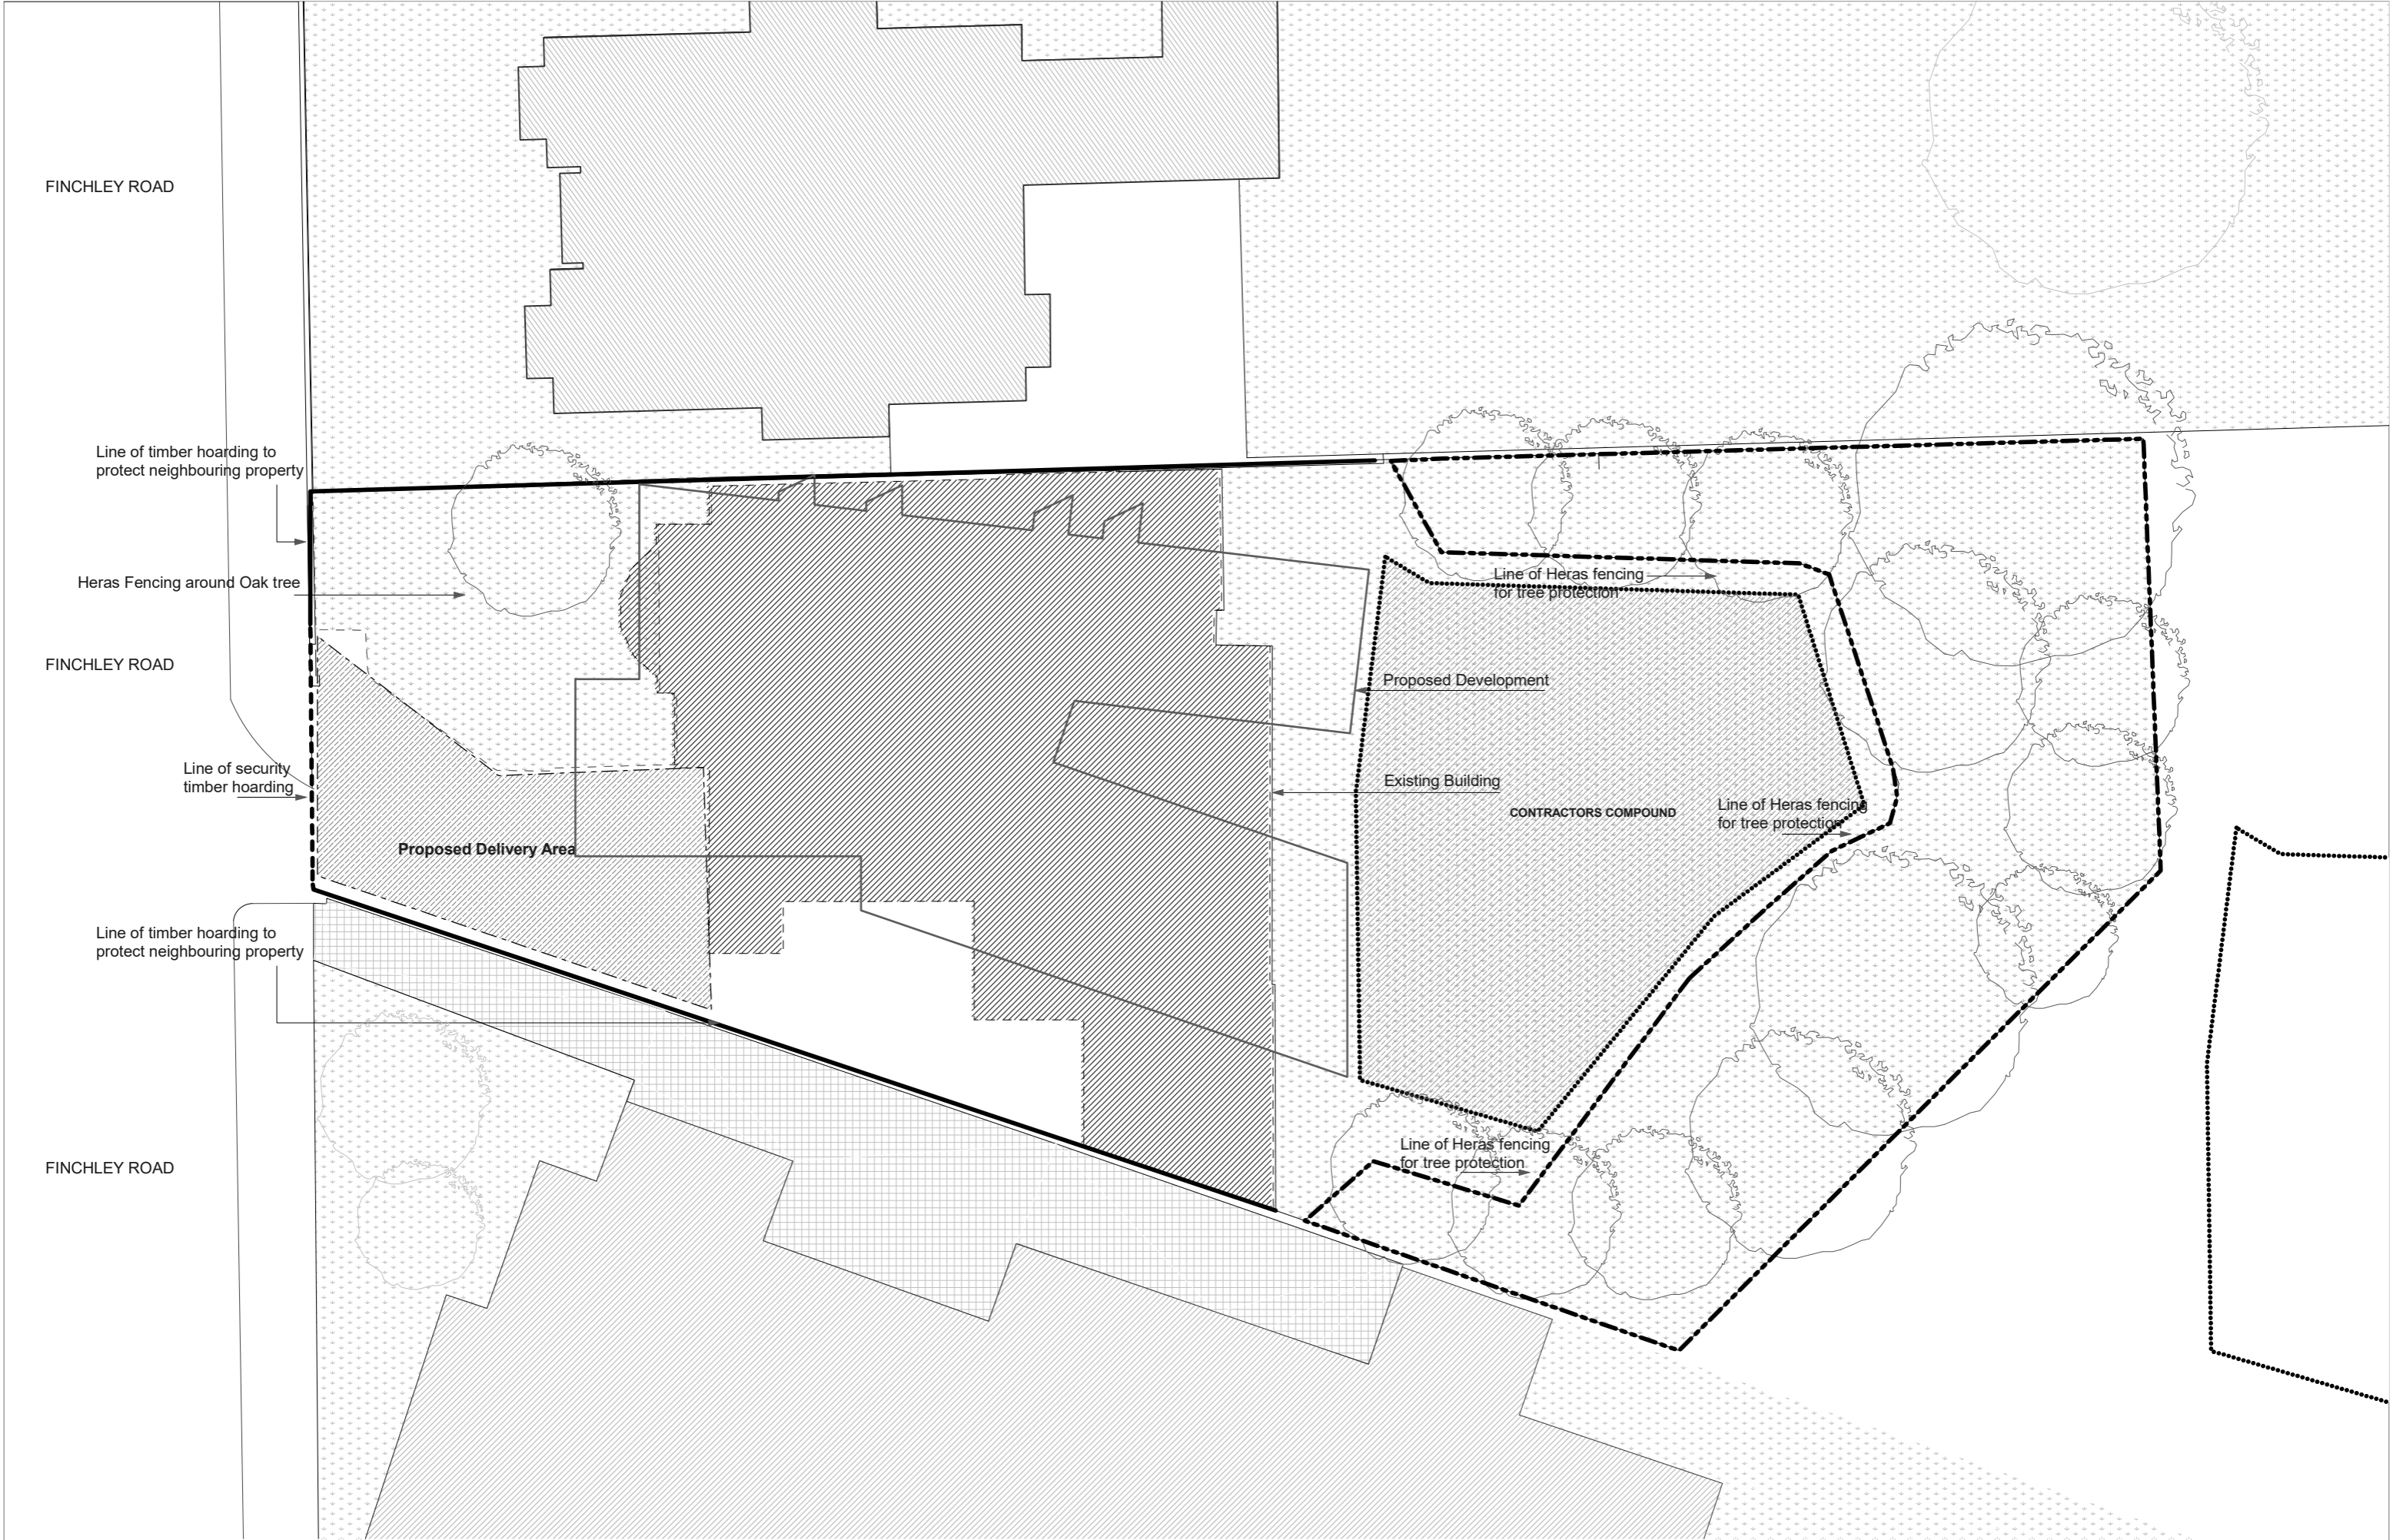 FINCHLEY ROAD
Line of timber hoarding to
protect neighbouring property
Heras Fencing around Oak tree
FINCHLEY ROAD
Line of security
timber hoarding
Proposed Delivery Area
Line of timber hoarding to
protect neighbouring property
FINCHLEY ROAD
Line of Heras fencing
for tree protection
Proposed Development
Existing Building
CONTRACTORS COMPOUND
Line of Heras fencing
for tree protection
Line of Heras fencing
for tree protection